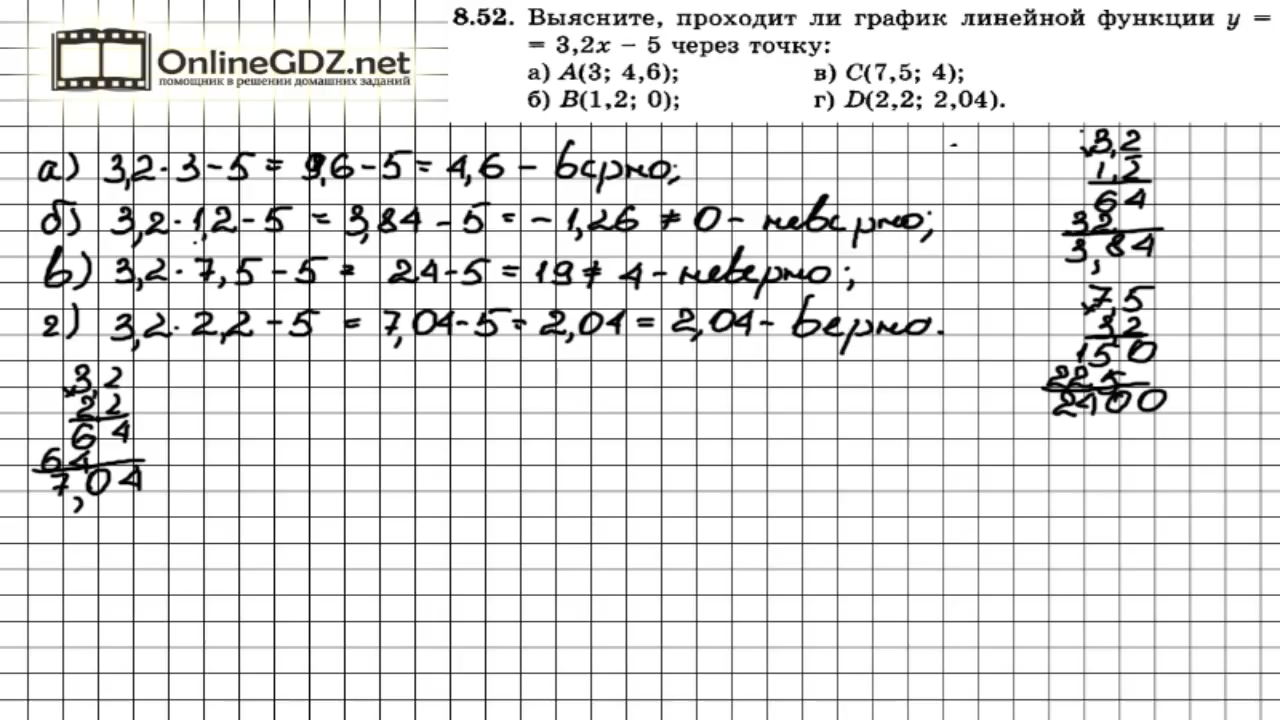 OnlineGDZ.net
помощник в решении домашних заданий
8.52. Выясните, проходит ли график линейной функции y =
= 3,2x − 5 через точку:
а) A(3; 4,6); в) C(7,5; 4);
б) B(1,2; 0); г) D(2,2; 2,04).
а) 3,2·3−5 = 9,6−5 = 4,6 − верно;
б) 3,2·1,2−5 = 3,84−5 = −1,26 ≠ 0 − неверно;
в) 3,2·7,5−5 = 24−5 = 19 ≠ 4 − неверно;
г) 3,2·2,2−5 = 7,04−5 = 2,04 = 2,04 − верно.
3,2
2,2
64
64
7,04
3,2
1,2
64
32
3,84
7,5
3,2
150
225
2400